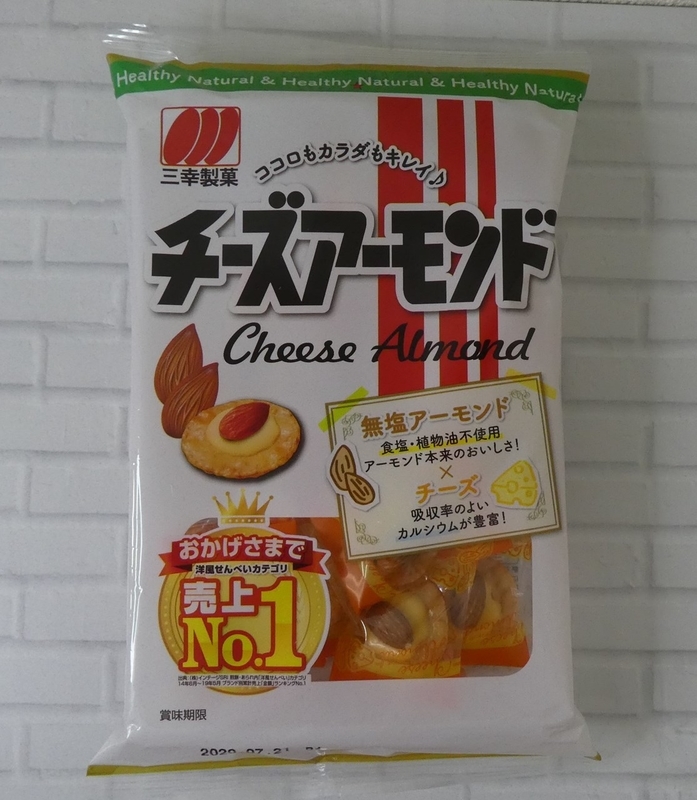 Healthy Natural & Healthy Natural & Healthy Natural
三幸製菓
ココロもカラダもキレイ♪
チーズアーモンド
Cheese Almond
無塩アーモンド
食塩・植物油不使用
アーモンド本来のおいしさ!
×
チーズ
吸収率のよい
カルシウムが豊富!
おかげさまで
洋風せんべいカテゴリ
売上
No.1
賞味期限
2020.07.21